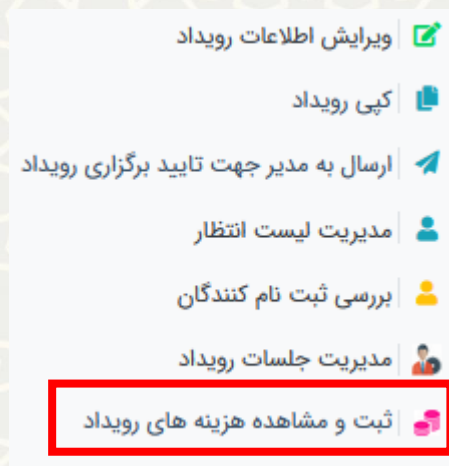 ویرایش اطلاعات رویداد
کپی رویداد
ارسال به مدیر جهت تایید برگزاری رویداد
مدیریت لیست انتظار
بررسی ثبت نام کنندگان
مدیریت جلسات رویداد
ثبت و مشاهده هزینه های رویداد